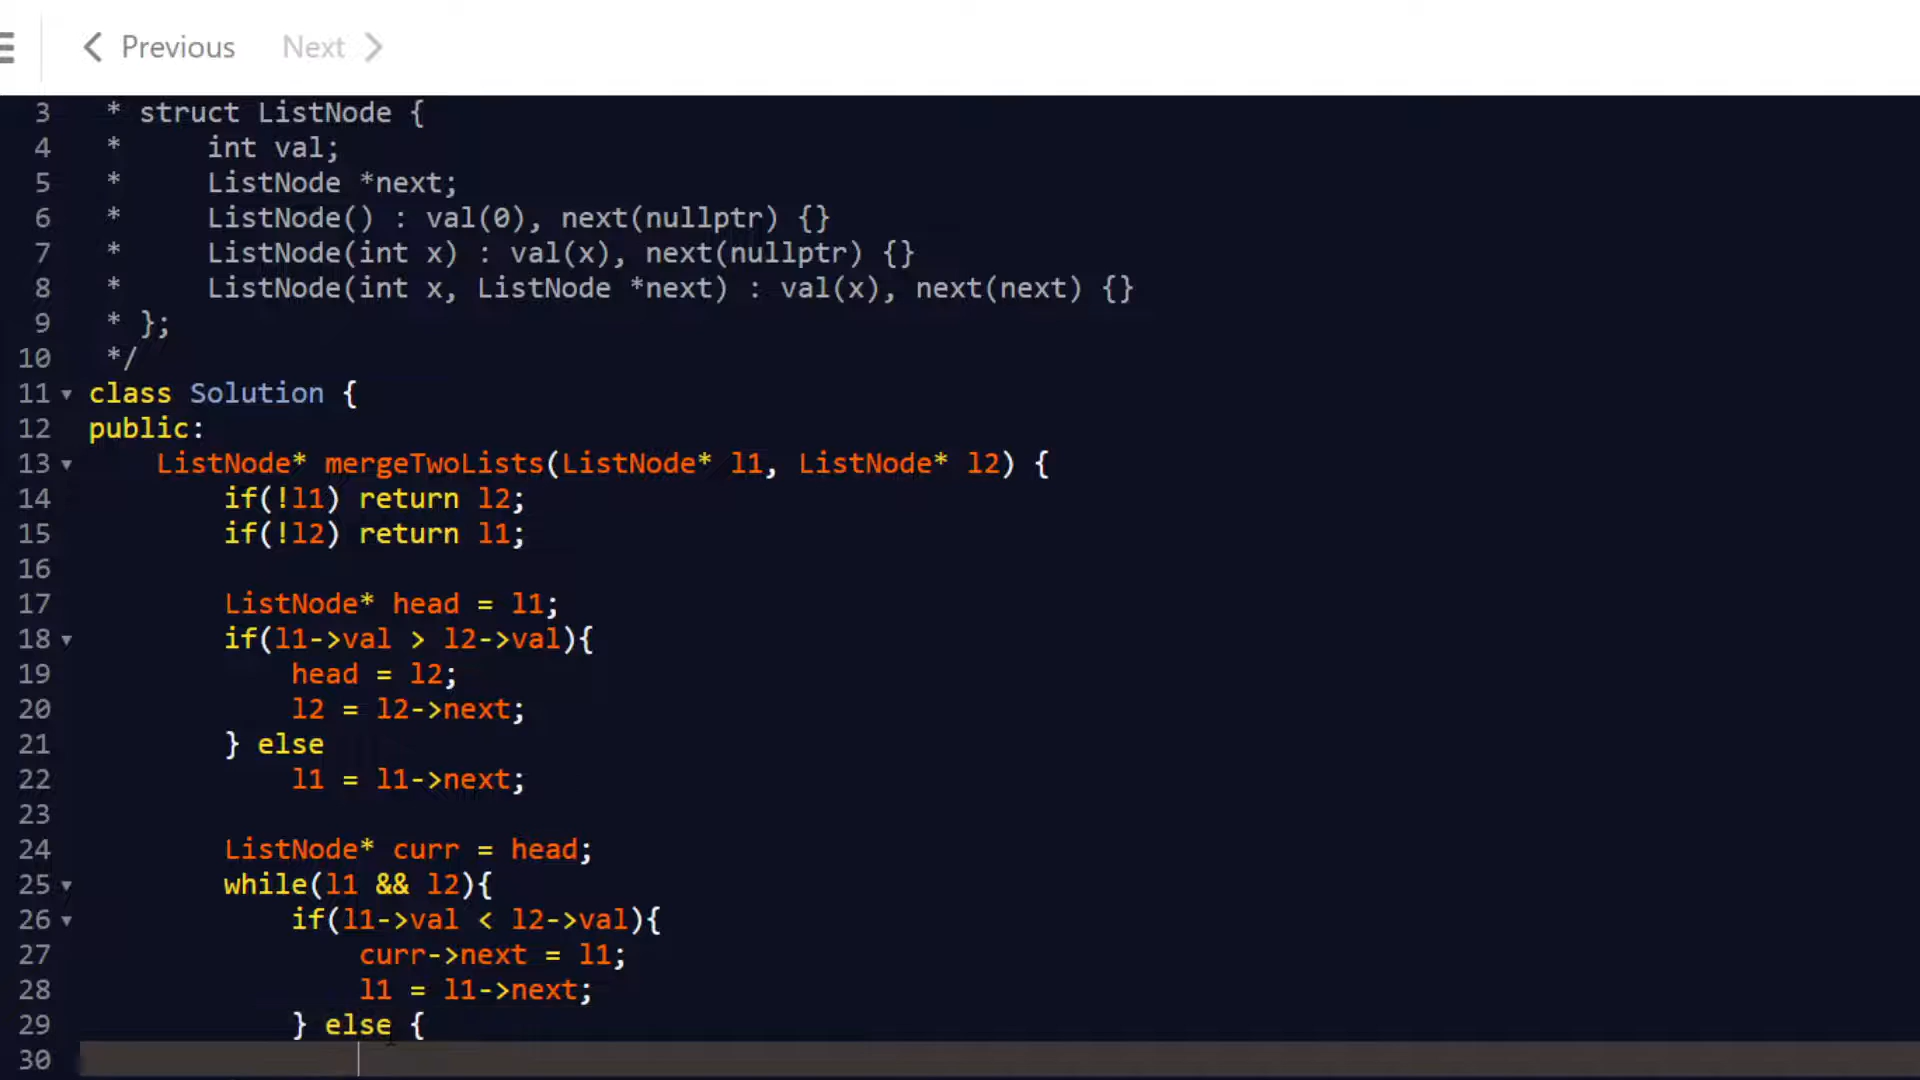 Previous Next
3 * struct ListNode {
4 *     int val;
5 *     ListNode *next;
6 *     ListNode() : val(0), next(nullptr) {}
7 *     ListNode(int x) : val(x), next(nullptr) {}
8 *     ListNode(int x, ListNode *next) : val(x), next(next) {}
9 * };
10 */
11 class Solution {
12 public:
13     ListNode* mergeTwoLists(ListNode* l1, ListNode* l2) {
14         if(!l1) return l2;
15         if(!l2) return l1;
16
17         ListNode* head = l1;
18         if(l1->val > l2->val){
19             head = l2;
20             l2 = l2->next;
21         } else
22             l1 = l1->next;
23
24         ListNode* curr = head;
25         while(l1 && l2){
26             if(l1->val < l2->val){
27                 curr->next = l1;
28                 l1 = l1->next;
29             } else {
30